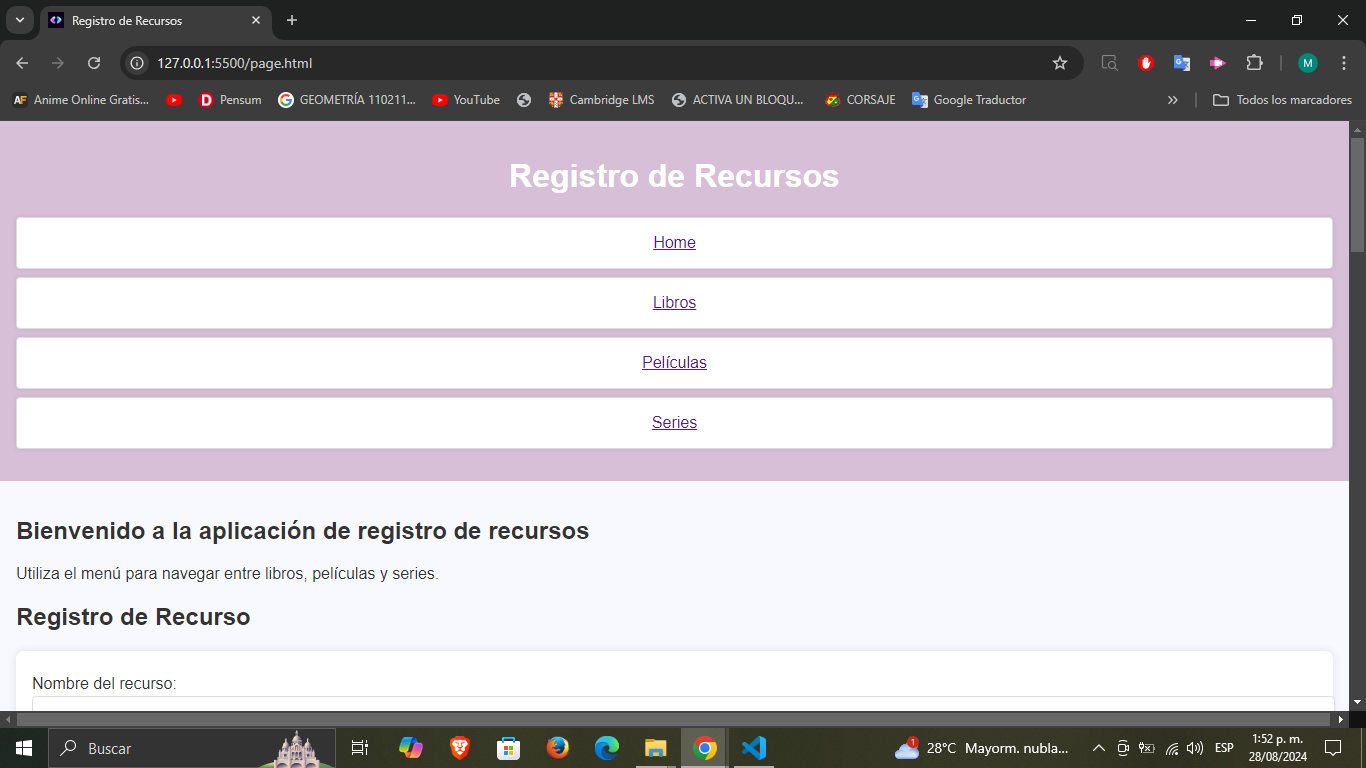 Registro de Recursos
127.0.0.1:5500/page.html
M
AF Anime Online Gratis... D Pensum GEOMETRÍA 110211... YouTube Cambridge LMS ACTIVA UN BLOQU... CORSAJE Google Traductor » Todos los marcadores
Registro de Recursos
Home
Libros
Películas
Series
Bienvenido a la aplicación de registro de recursos
Utiliza el menú para navegar entre libros, películas y series.
Registro de Recurso
Nombre del recurso:
Buscar
1 28°C Mayorm. nubla... ESP
1:52 p. m.
28/08/2024